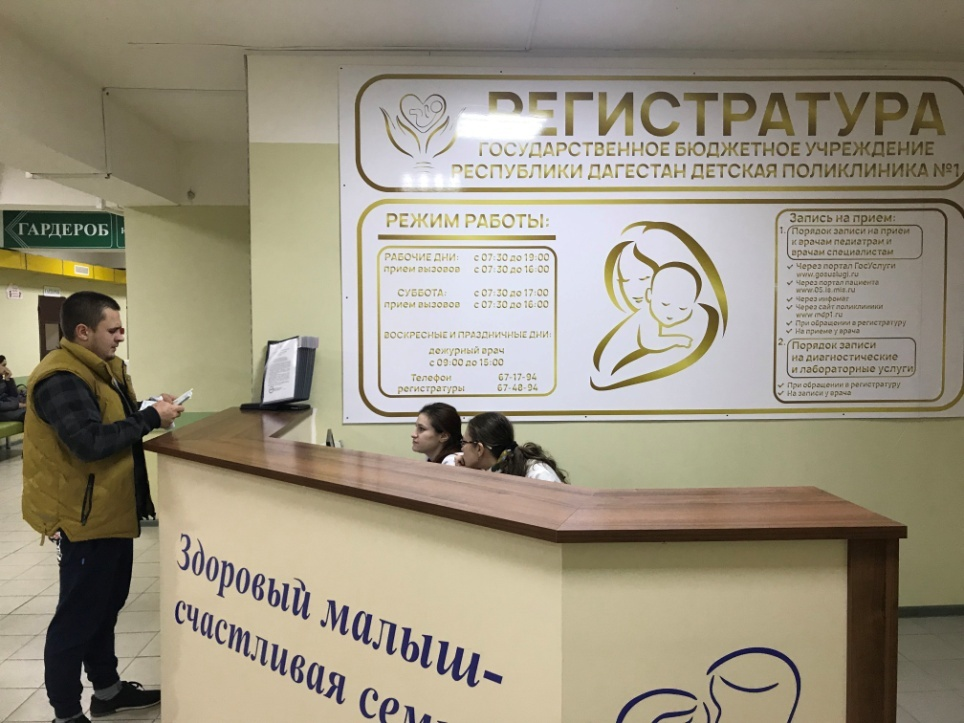 РЕГИСТРАТУРА
ГОСУДАРСТВЕННОЕ БЮДЖЕТНОЕ УЧРЕЖДЕНИЕ
РЕСПУБЛИКИ ДАГЕСТАН ДЕТСКАЯ ПОЛИКЛИНИКА №1
ГАРДЕРОБ
РЕЖИМ РАБОТЫ:
РАБОЧИЕ ДНИ: с 07:30 до 19:00
прием вызовов с 07:30 до 16:00
СУББОТА: с 07:30 до 17:00
прием вызовов с 07:30 до 16:00
ВОСКРЕСНЫЕ И ПРАЗДНИЧНЫЕ ДНИ:
дежурный врач
с 09:00 до 15:00
Телефон 67-17-94
регистратуры 67-48-94
Запись на прием:
1. Порядок записи на прием
к врачам педиатрам и
врачам специалистам
Через портал ГосУслуги
www.gosuslugi.ru
Через портал пациента
www.05.is.mis.ru
Через инфомат
Через сайт поликлиники
www.mdp1.ru
При обращении в регистратуру
На приеме у врача
2. Порядок записи
на диагностические
и лабораторные услуги
При обращении в регистратуру
На записи у врача
Здоровый малыш-
счастливая